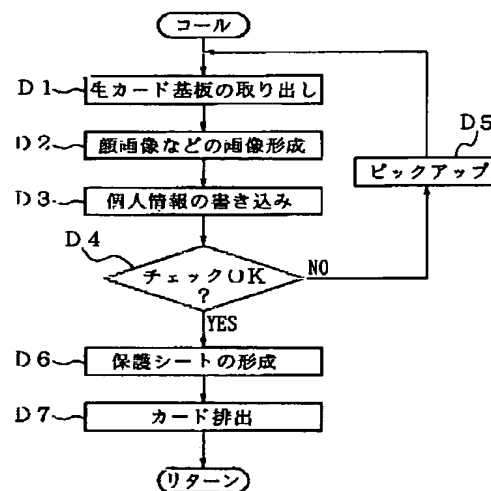 コール
D1 生カード基板の取り出し
D2 顔画像などの画像形成
D5
ピックアップ
D3 個人情報の書き込み
D4
チェックOK
?
NO
YES
D6 保護シートの形成
D7 カード排出
リターン